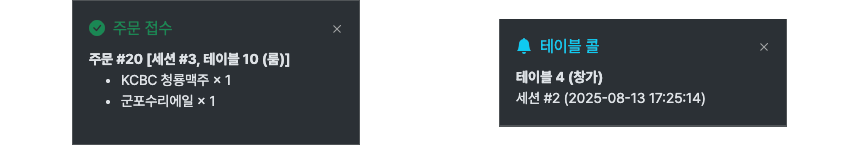 주문 접수
주문 #20 [세션 #3, 테이블 10 (룸)]
• KCBC 청룡맥주 × 1
• 군포수리에일 × 1
테이블 콜
테이블 4 (창가)
세션 #2 (2025-08-13 17:25:14)